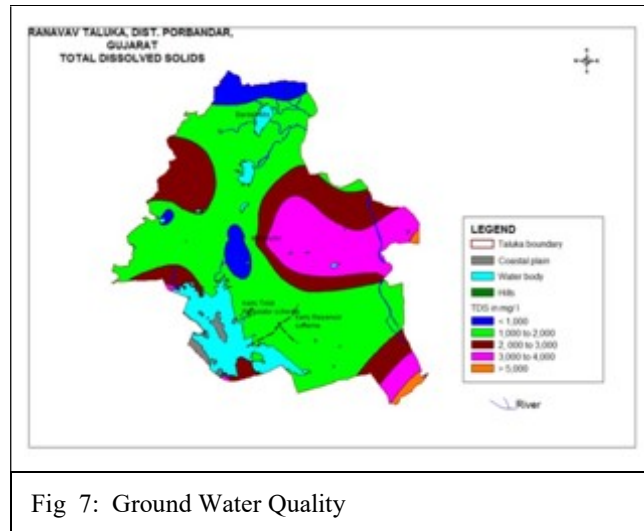 RANAVAV TALUKA, DIST. PORBANDAR,
GUJARAT
TOTAL DISSOLVED SOLIDS
LEGEND
Taluka boundary
Coastal plain
Water body
Hills
TDS in mg/l
< 1,000
1,000 to 2,000
2, 000 to 3,000
3,000 to 4,000
> 5,000
River
Fig 7: Ground Water Quality